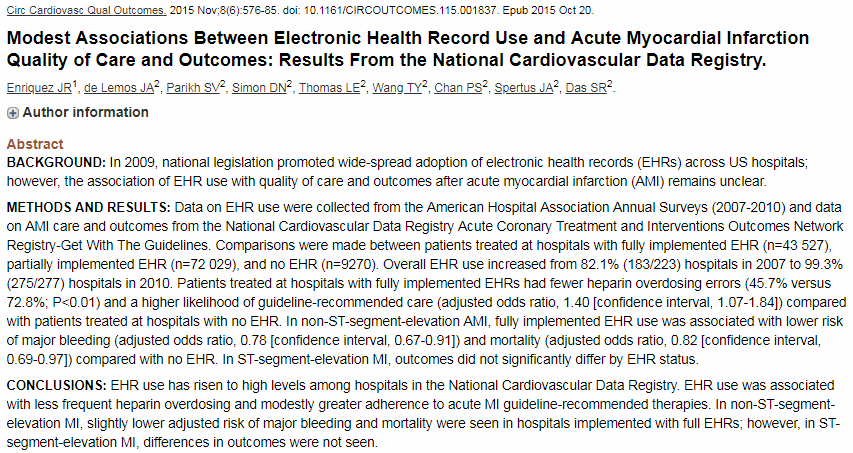 Circ Cardiovasc Qual Outcomes. 2015 Nov;8(6):576-85. doi: 10.1161/CIRCOUTCOMES.115.001837. Epub 2015 Oct 20.
Modest Associations Between Electronic Health Record Use and Acute Myocardial Infarction
Quality of Care and Outcomes: Results From the National Cardiovascular Data Registry.
Enriquez JR1, de Lemos JA2, Parikh SV2, Simon DN2, Thomas LE2, Wang TY2, Chan PS2, Spertus JA2, Das SR2.
Author information
Abstract
BACKGROUND: In 2009, national legislation promoted wide-spread adoption of electronic health records (EHRs) across US hospitals;
however, the association of EHR use with quality of care and outcomes after acute myocardial infarction (AMI) remains unclear.
METHODS AND RESULTS: Data on EHR use were collected from the American Hospital Association Annual Surveys (2007-2010) and data
on AMI care and outcomes from the National Cardiovascular Data Registry Acute Coronary Treatment and Interventions Outcomes Network
Registry-Get With The Guidelines. Comparisons were made between patients treated at hospitals with fully implemented EHR (n=43 527),
partially implemented EHR (n=72 029), and no EHR (n=9270). Overall EHR use increased from 82.1% (183/223) hospitals in 2007 to 99.3%
(275/277) hospitals in 2010. Patients treated at hospitals with fully implemented EHRs had fewer heparin overdosing errors (45.7% versus
72.8%; P<0.01) and a higher likelihood of guideline-recommended care (adjusted odds ratio, 1.40 [confidence interval, 1.07-1.84]) compared
with patients treated at hospitals with no EHR. In non-ST-segment-elevation AMI, fully implemented EHR use was associated with lower risk
of major bleeding (adjusted odds ratio, 0.78 [confidence interval, 0.67-0.91]) and mortality (adjusted odds ratio, 0.82 [confidence interval,
0.69-0.97]) compared with no EHR. In ST-segment-elevation MI, outcomes did not significantly differ by EHR status.
CONCLUSIONS: EHR use has risen to high levels among hospitals in the National Cardiovascular Data Registry. EHR use was associated
with less frequent heparin overdosing and modestly greater adherence to acute MI guideline-recommended therapies. In non-ST-segment-
elevation MI, slightly lower adjusted risk of major bleeding and mortality were seen in hospitals implemented with full EHRs; however, in ST-
segment-elevation MI, differences in outcomes were not seen.